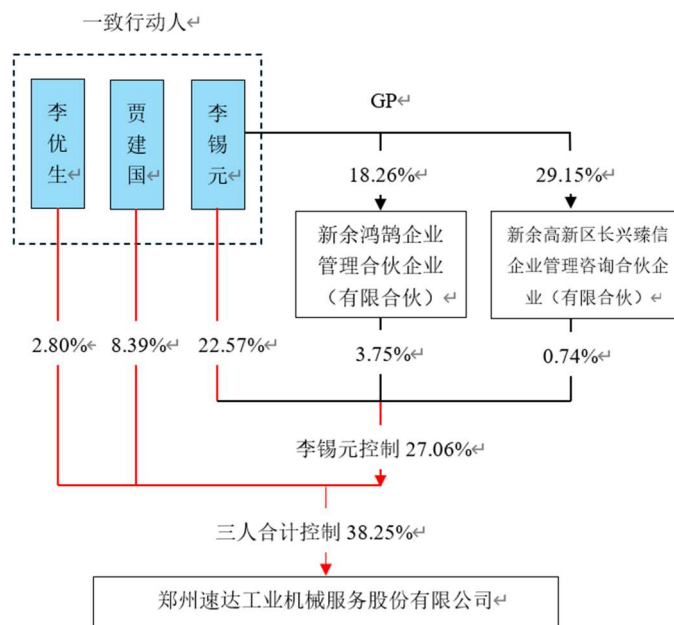 一致行动人↵
李优生↵
贾建国↵
李锡元↵
GP↵
18.26%↵
29.15%↵
新余鸿鹄企业
管理合伙企业
（有限合伙）↵
新余高新区长兴臻信
企业管理咨询合伙企
业（有限合伙）↵
2.80%↵
8.39%↵
22.57%↵
3.75%↵
0.74%↵
李锡元控制 27.06%↵
三人合计控制 38.25%↵
郑州速达工业机械服务股份有限公司↵